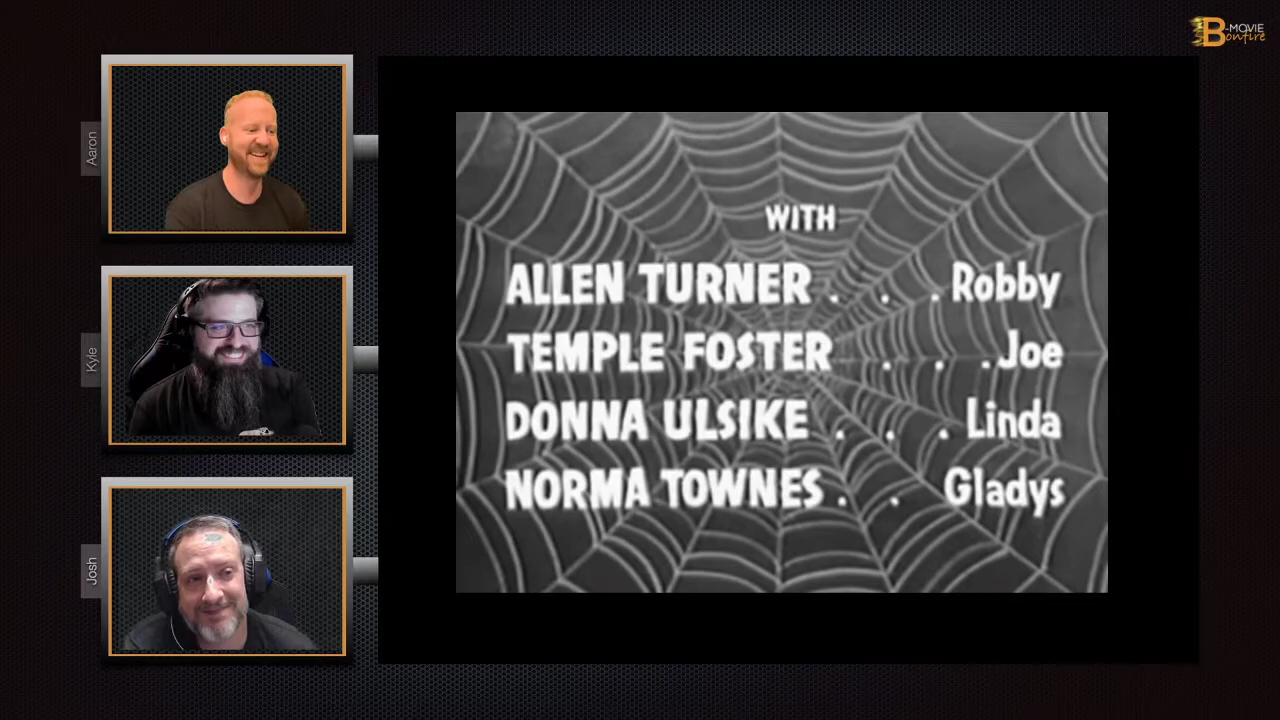 B-MOVIE
Bonfire
Aaron
WITH
ALLEN TURNER . . . Robby
TEMPLE FOSTER . . . Joe
DONNA ULSIKE . . . Linda
NORMA TOWNES . . Gladys
Kyle
Josh